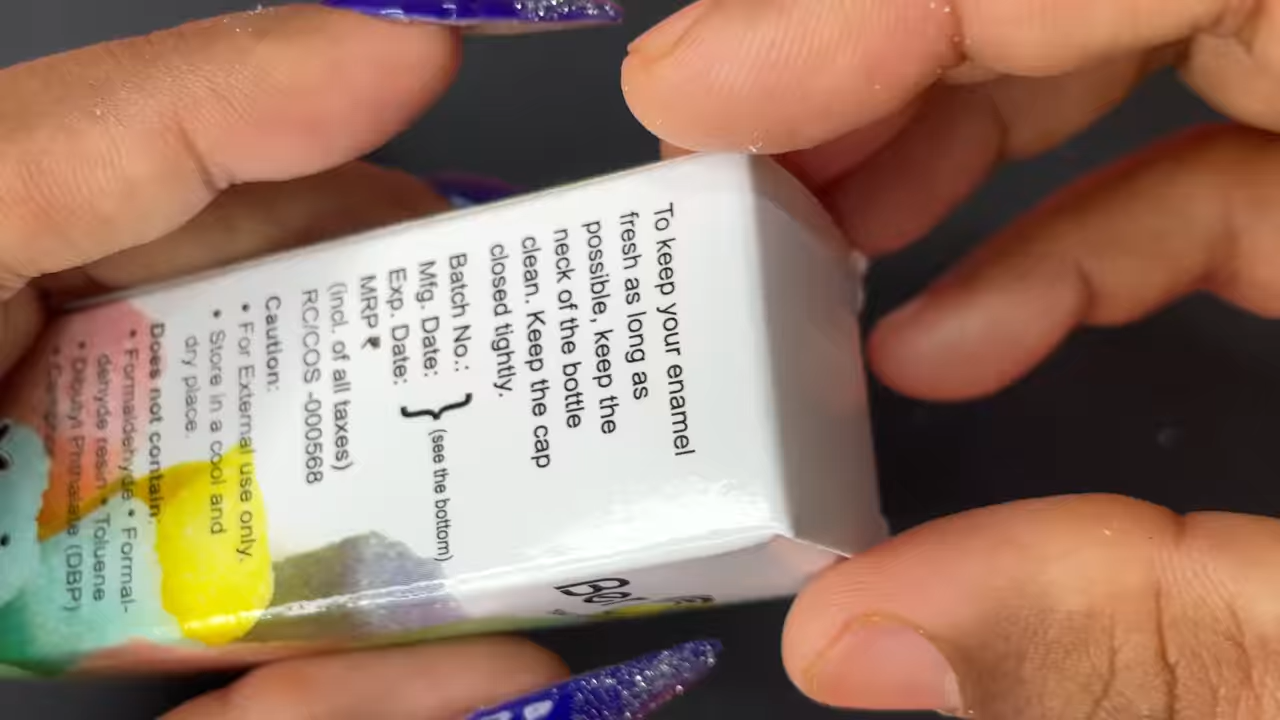 To keep your enamel
fresh as long as
possible, keep the
neck of the bottle
clean. Keep the cap
closed tightly.
Batch No.:
Mfg. Date:
Exp. Date:
} (see the bottom)
MRP ₹
(incl. of all taxes)
RC/COS -000568
Caution:
• For External use only.
• Store in a cool and
dry place.
Does not contain:
• Formaldehyde • Formal-
dehyde resin • Toluene
• Dibutyl Phthalate (DBP)